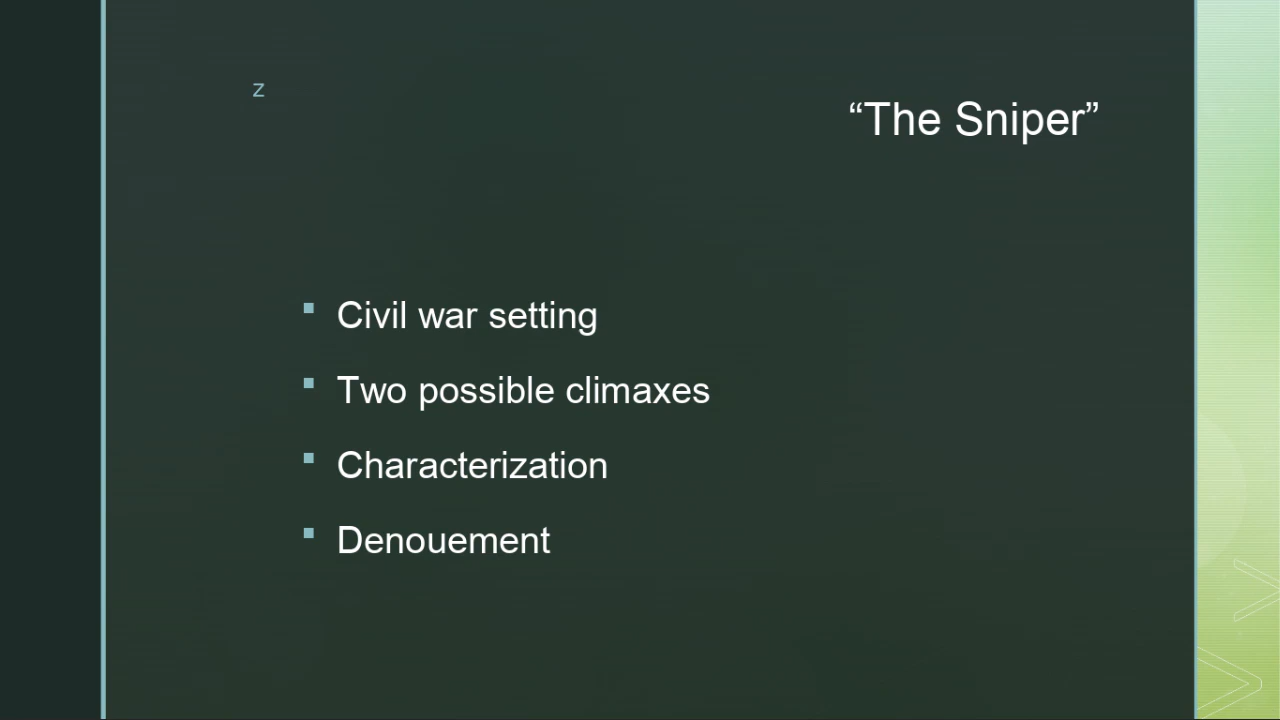 z
“The Sniper”
▪ Civil war setting
▪ Two possible climaxes
▪ Characterization
▪ Denouement